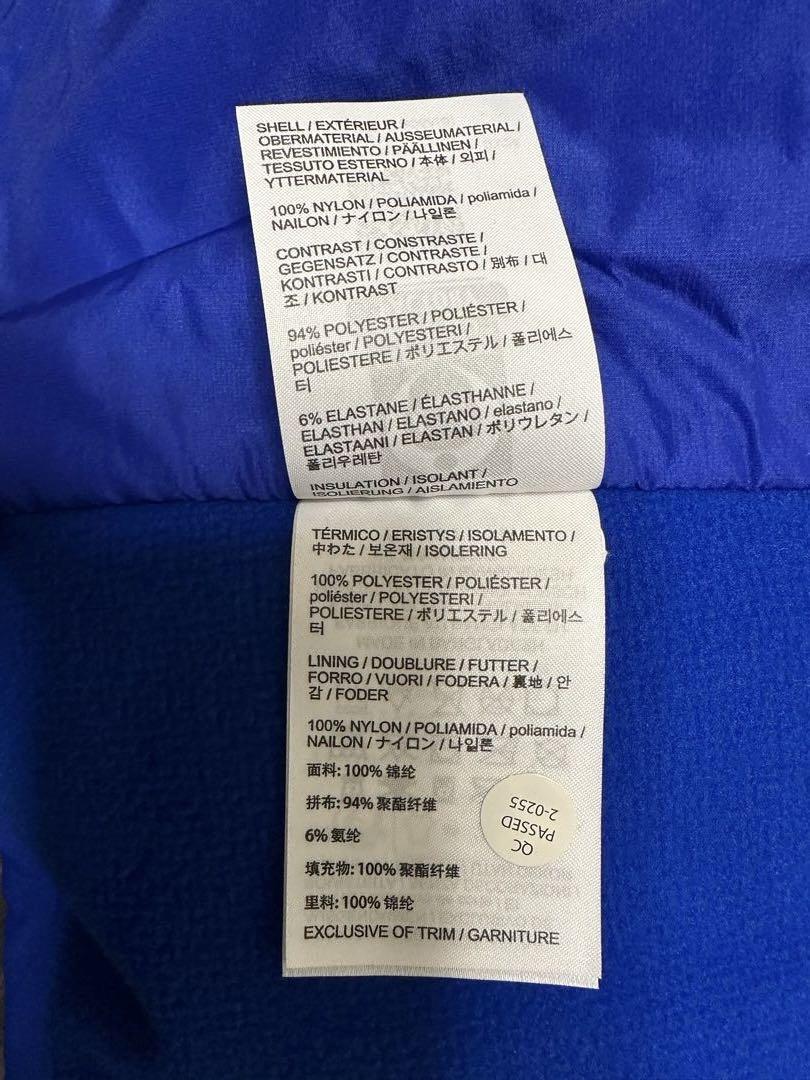 SHELL / EXTÉRIEUR /
OBERMATERIAL / AUSSEUMATERIAL /
REVESTIMIENTO / PÄÄLLINEN /
TESSUTO ESTERNO / 本体 / 외피 /
YTTERMATERIAL
100% NYLON / POLIAMIDA / poliamida /
NAILON / ナイロン / 나일론
CONTRAST / CONSTRASTE /
GEGENSATZ / CONTRASTE /
KONTRASTI / CONTRASTO / 別布 / 대
조 / KONTRAST
94% POLYESTER / POLIÉSTER /
poliéster / POLYESTERI /
POLIESTERE / ポリエステル / 폴리에스
터
6% ELASTANE / ÉLASTHANNE /
ELASTHAN / ELASTANO / elastano /
ELASTAANI / ELASTAN / ポリウレタン /
폴리우레탄
INSULATION / ISOLANT /
ISOLIERUNG / AISLAMIENTO
TÉRMICO / ERISTYS / ISOLAMENTO /
中わた / 보온재 / ISOLERING
100% POLYESTER / POLIÉSTER /
poliéster / POLYESTERI /
POLIESTERE / ポリエステル / 폴리에스
터
LINING / DOUBLURE / FUTTER /
FORRO / VUORI / FODERA / 裏地 / 안
감 / FODER
100% NYLON / POLIAMIDA / poliamida /
NAILON / ナイロン / 나일론
面料: 100% 锦纶
拼布: 94% 聚酯纤维
6% 氨纶
填充物: 100% 聚酯纤维
里料: 100% 锦纶
EXCLUSIVE OF TRIM / GARNITURE
QC
PASSED
2-0255